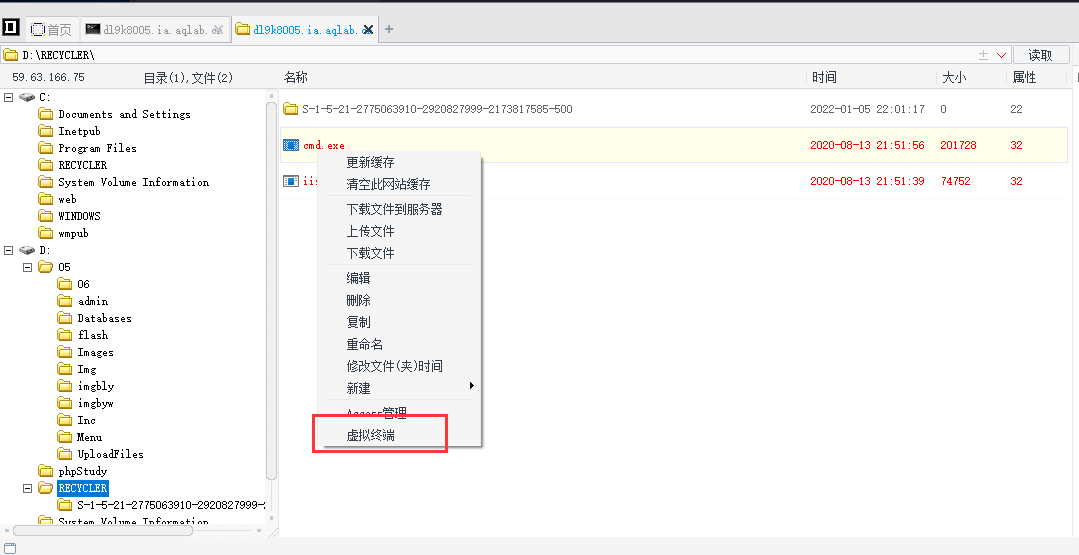 首页
dl9k8005.ia.aqlab.c
dl9k8005.ia.aqlab.c
D:\RECYCLER\
读取
59.63.166.75
目录(1),文件(2)
名称
时间
大小
属性
C:
Documents and Settings
Inetpub
Program Files
RECYCLER
System Volume Information
web
WINDOWS
wmpub
D:
05
06
admin
Databases
flash
Images
Img
imgbly
imgbyw
Inc
Menu
UploadFiles
phpStudy
RECYCLER
S-1-5-21-2775063910-2920827999-2
System Volume Information
S-1-5-21-2775063910-2920827999-2173817585-500
2022-01-05 22:01:17
0
22
cmd.exe
2020-08-13 21:51:56
201728
32
iis
2020-08-13 21:51:39
74752
32
更新缓存
清空此网站缓存
下载文件到服务器
上传文件
下载文件
编辑
删除
复制
重命名
修改文件(夹)时间
新建
Access管理
虚拟终端